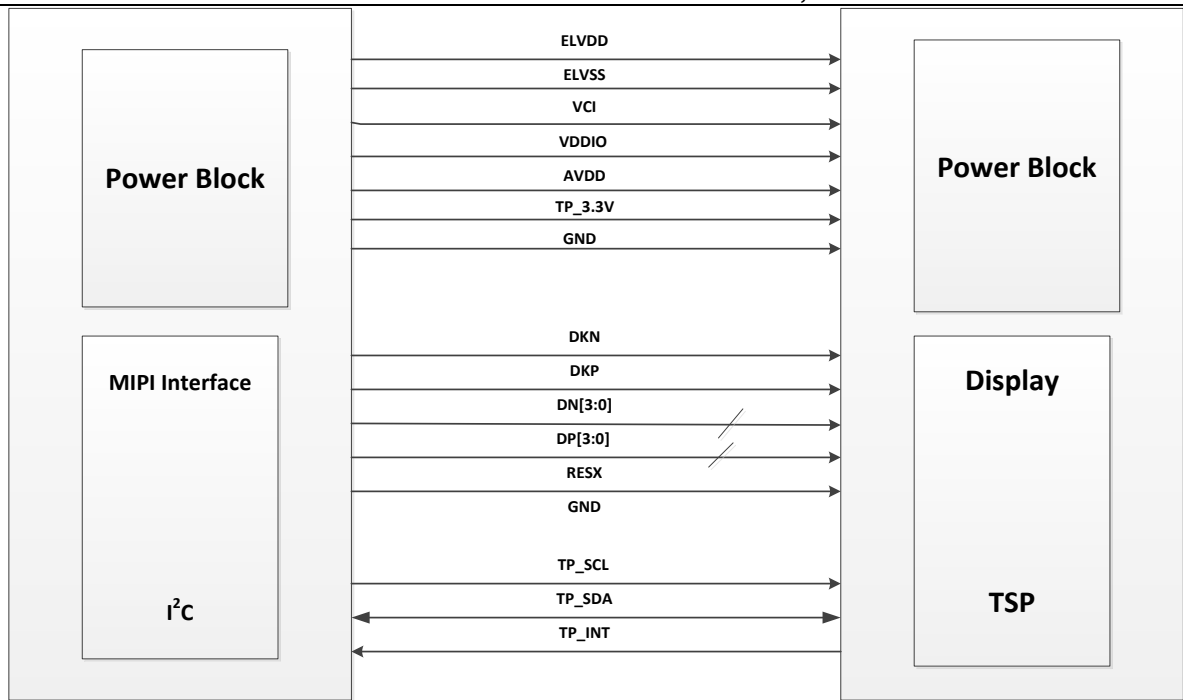 ELVDD
ELVSS
VCI
VDDIO
AVDD
TP_3.3V
GND
Power Block
Power Block
DKN
DKP
DN[3:0]
DP[3:0]
RESX
GND
MIPI Interface
Display
TP_SCL
TP_SDA
TP_INT
I²C
TSP